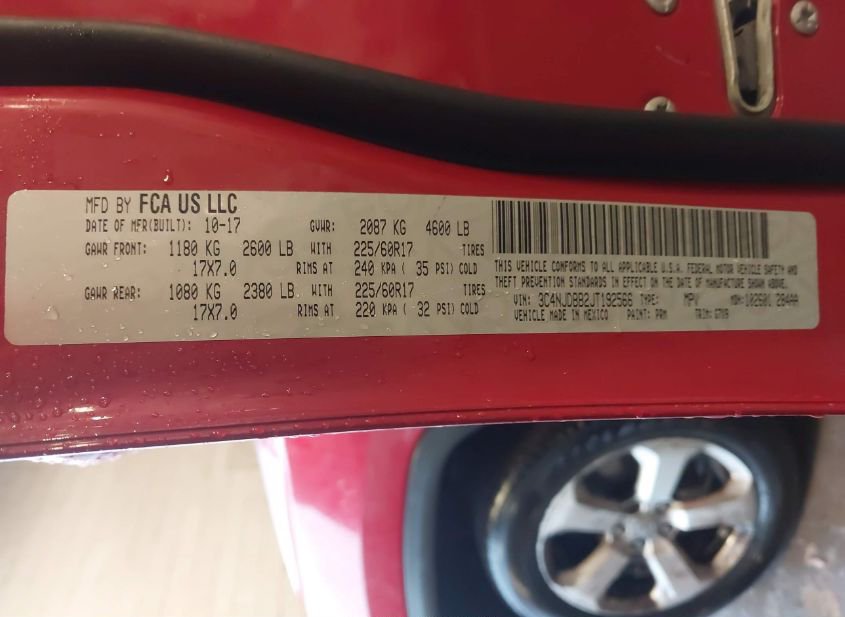 MFD BY FCA US LLC
DATE OF MFR(BUILT): 10-17 GVWR: 2087 KG 4600 LB
GAWR FRONT: 1180 KG 2600 LB WITH 225/60R17 TIRES
17X7.0 RIMS AT 240 KPA ( 35 PSI) COLD
GAWR REAR: 1080 KG 2380 LB WITH 225/60R17 TIRES
17X7.0 RIMS AT 220 KPA ( 32 PSI) COLD
THIS VEHICLE CONFORMS TO ALL APPLICABLE U.S.A. FEDERAL MOTOR VEHICLE SAFETY AND
THEFT PREVENTION STANDARDS IN EFFECT ON THE DATE OF MANUFACTURE SHOWN ABOVE.
VIN: 3C4NJDBB2JT192566 TYPE: MPV MDH:102601 284AA
VEHICLE MADE IN MEXICO PAINT: PRM TRIM: